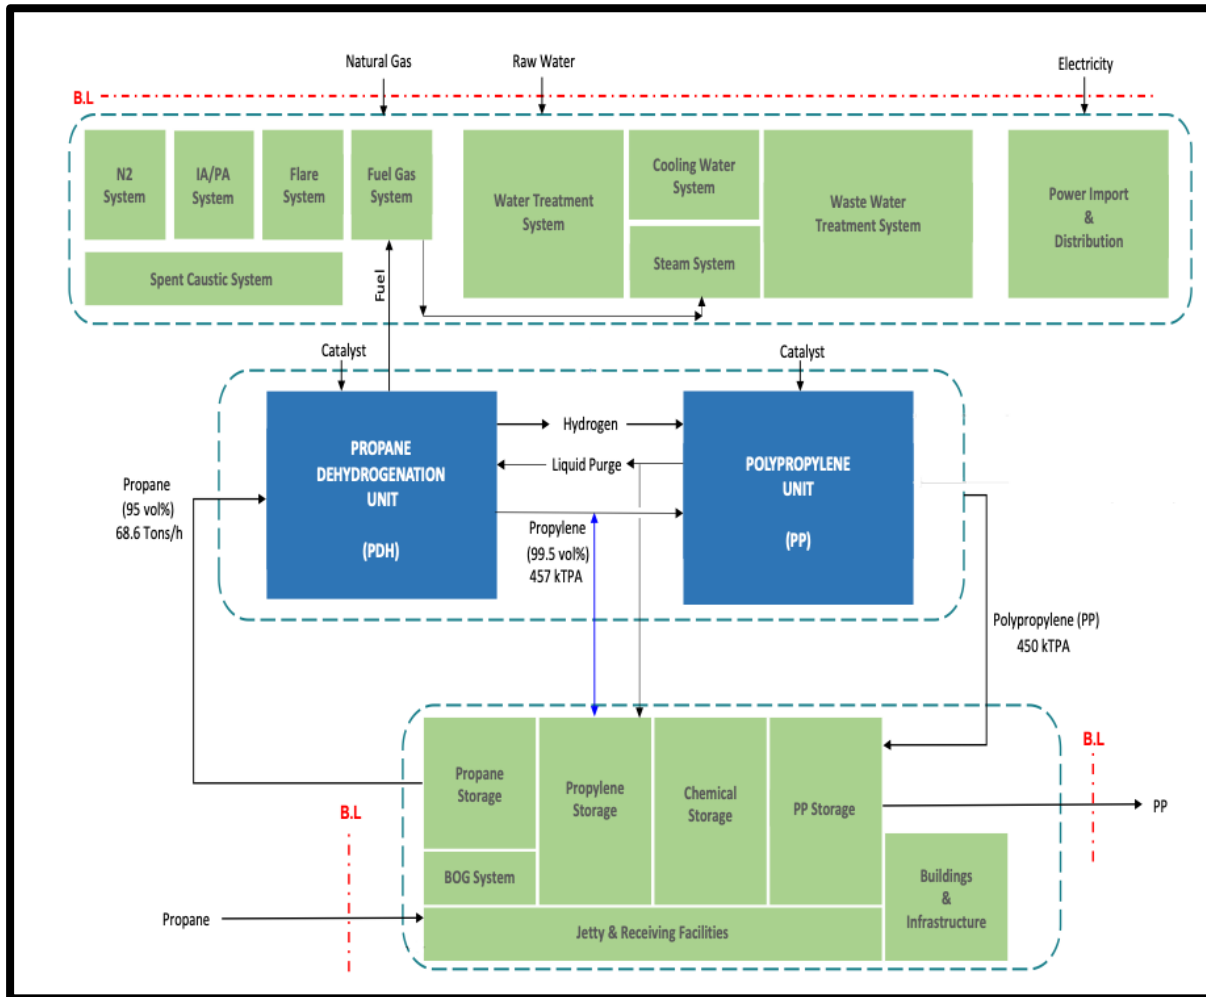 Natural Gas
Raw Water
Electricity
B.L
N2
System
IA/PA
System
Flare
System
Fuel Gas
System
Water Treatment
System
Cooling Water
System
Waste Water
Treatment System
Power Import
&
Distribution
Steam System
Spent Caustic System
Fuel
Catalyst
Catalyst
PROPANE
DEHYDROGENATION
UNIT
(PDH)
Hydrogen
Liquid Purge
POLYPROPYLENE
UNIT
(PP)
Propane
(95 vol%)
68.6 Tons/h
Propylene
(99.5 vol%)
457 kTPA
Polypropylene (PP)
450 kTPA
B.L
B.L
Propane
Storage
Propylene
Storage
Chemical
Storage
PP Storage
PP
BOG System
Buildings
&
Infrastructure
Propane
Jetty & Receiving Facilities